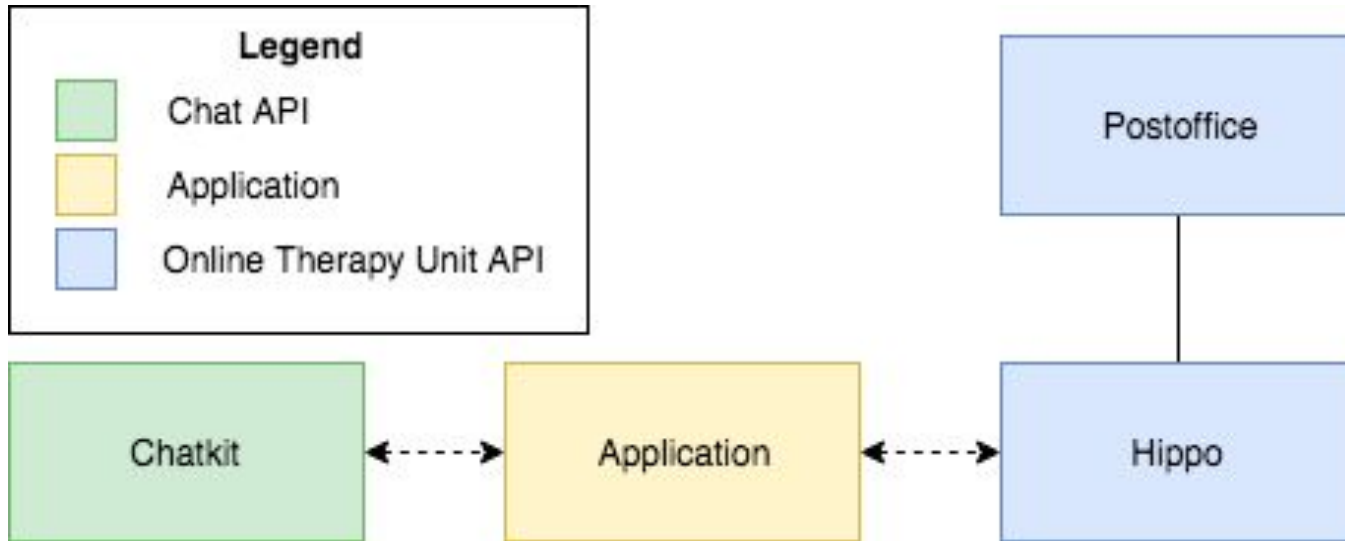 Legend
Chat API
Application
Online Therapy Unit API
Postoffice
Chatkit
Application
Hippo